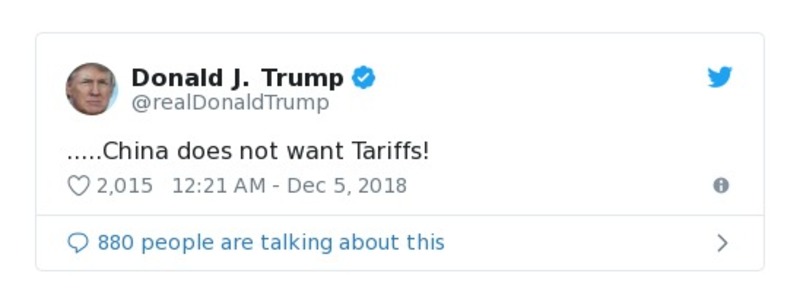 Donald J. Trump
@realDonaldTrump
.....China does not want Tariffs!
2,015 12:21 AM - Dec 5, 2018
880 people are talking about this